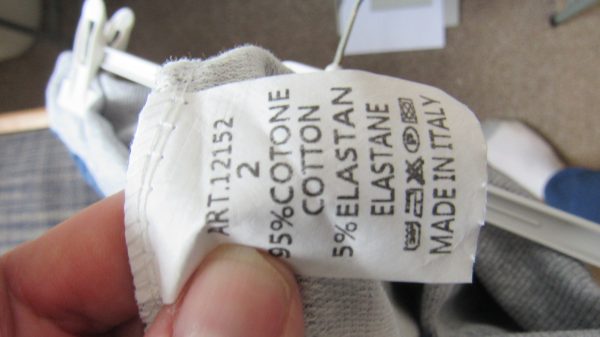 ART.12152
2
95%COTONE
COTTON
5%ELASTAN
ELASTANE
MADE IN ITALY